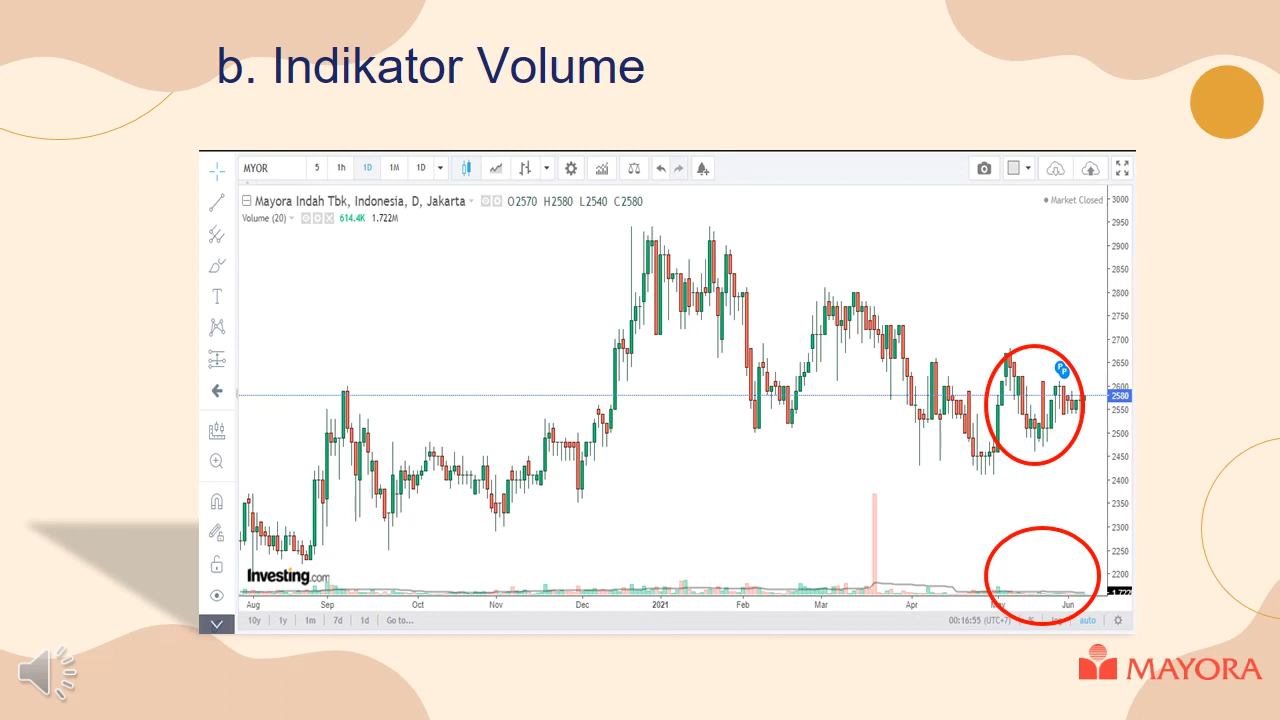 b. Indikator Volume
MYOR 5 1h 1D 1M 1D
Mayora Indah Tbk, Indonesia, D, Jakarta O2570 H2580 L2540 C2580
Market Closed
Volume (20) 614.4K 1.722M
3000
2950
2900
2850
2800
2750
2700
2650
2600
2580
2550
2500
2450
2400
2350
2300
2250
2200
P
P
Investing.com
Aug Sep Oct Nov Dec 2021 Feb Mar Apr May Jun
10y 1y 1m 7d 1d Go to... 00:16:55 (UTC+7) % log auto
MAYORA